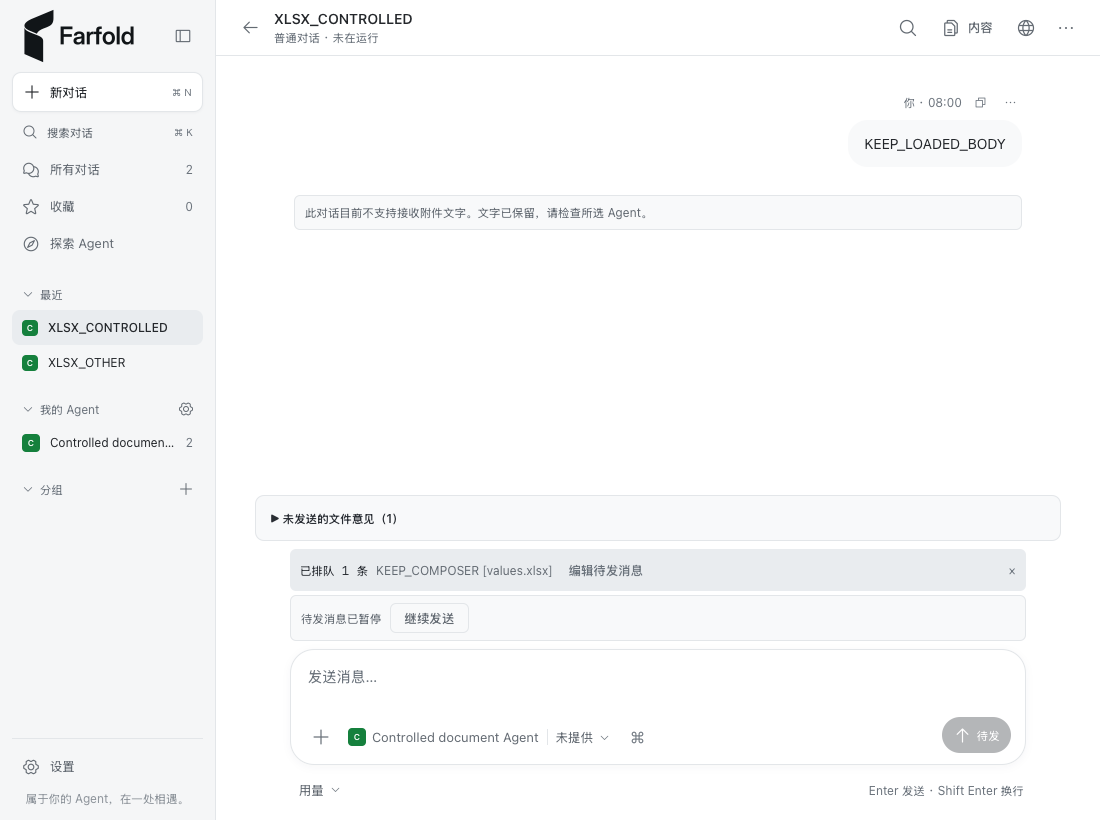 Farfold
新对话 ⌘ N
搜索对话 ⌘ K
所有对话 2
收藏 0
探索 Agent
最近
C XLSX_CONTROLLED
C XLSX_OTHER
我的 Agent
C Controlled documen... 2
分组
设置
属于你的 Agent，在一处相遇。
XLSX_CONTROLLED
普通对话 · 未在运行
内容
你 · 08:00
KEEP_LOADED_BODY
此对话目前不支持接收附件文字。文字已保留，请检查所选 Agent。
未发送的文件意见（1）
已排队 1 条 KEEP_COMPOSER [values.xlsx] 编辑待发消息 ×
待发消息已暂停 继续发送
发送消息...
C Controlled document Agent 未提供 ⌘ 待发
用量 Enter 发送 · Shift Enter 换行